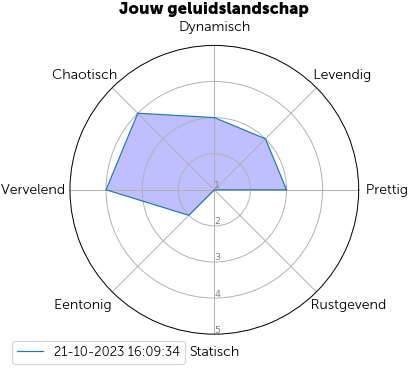 Jouw geluidslandschap
Dynamisch
Chaotisch
Levendig
Vervelend
1
Prettig
2
3
4
Eentonig
Rustgevend
5
21-10-2023 16:09:34
Statisch